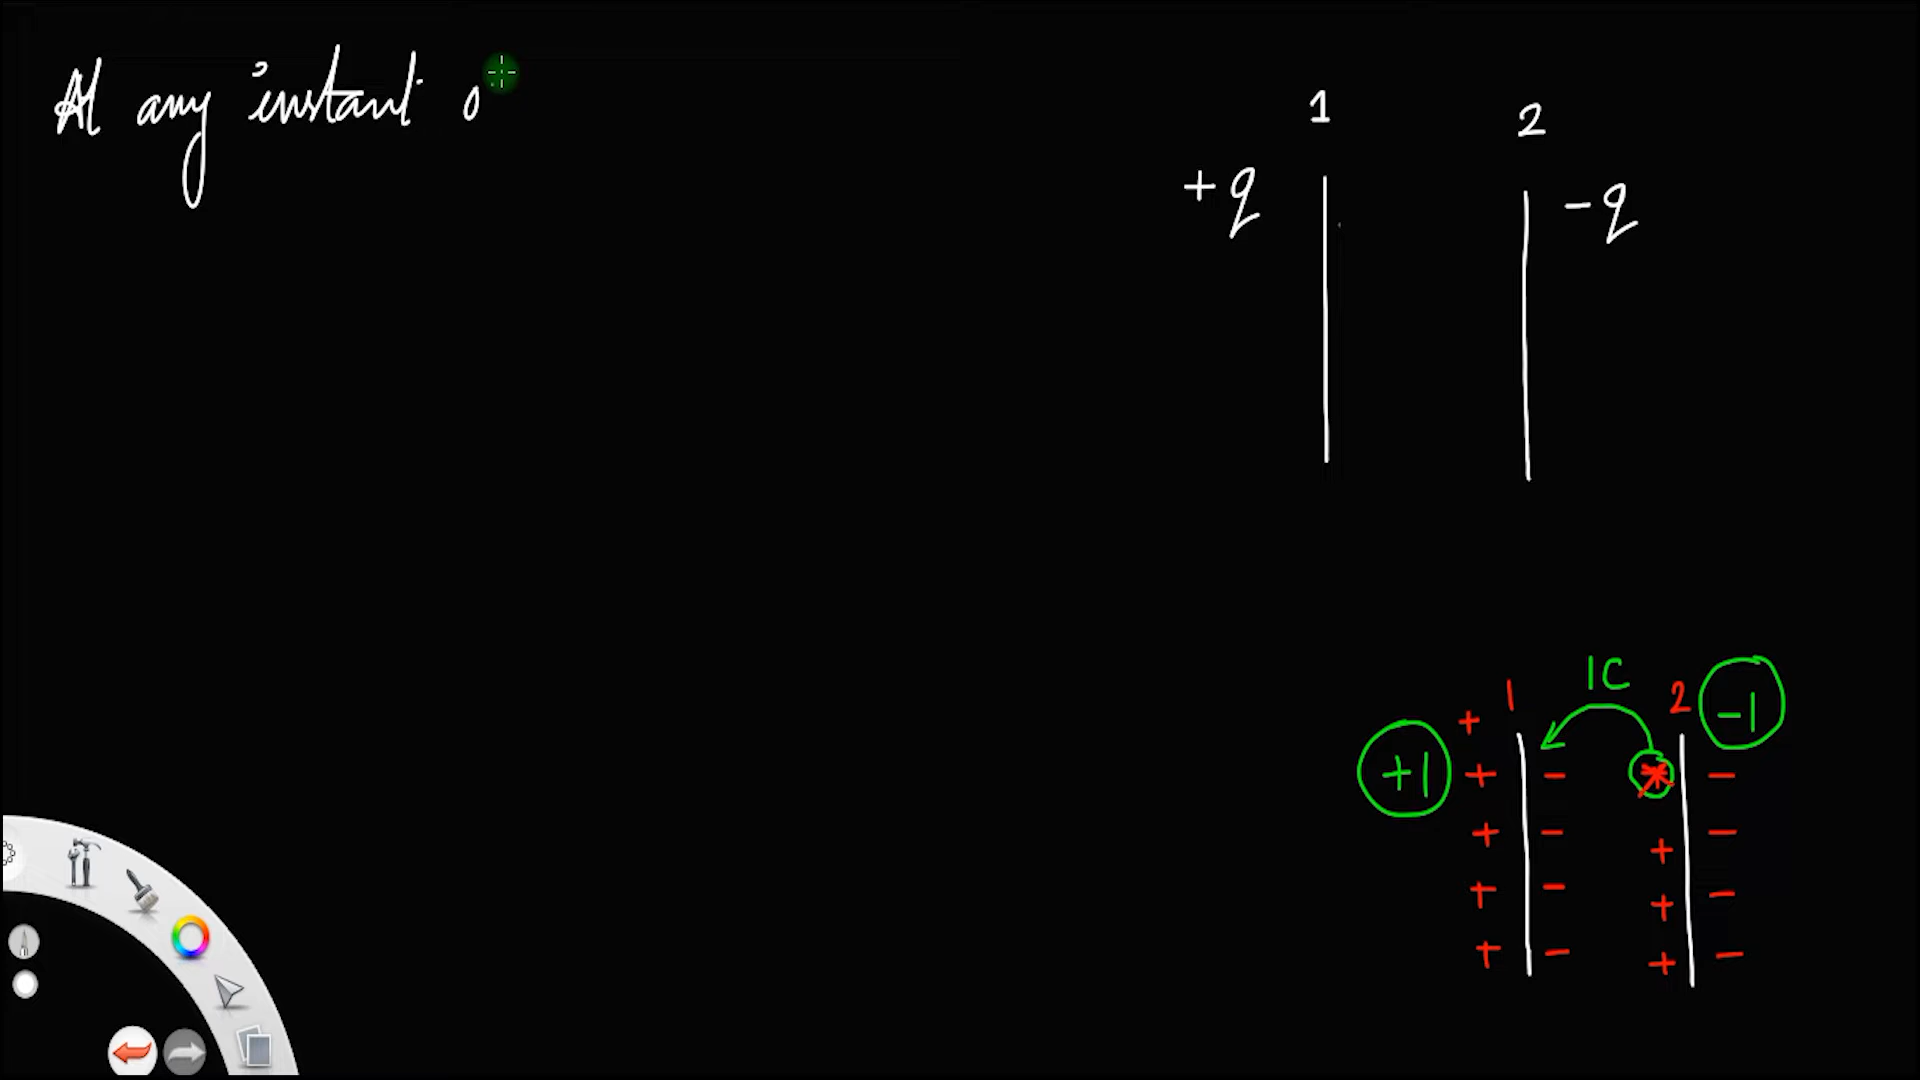 At any instant o
1 2
+q -q
1C
1 2 -1
+
+1 + - + -
+ - + -
+ - + -
+ - + -